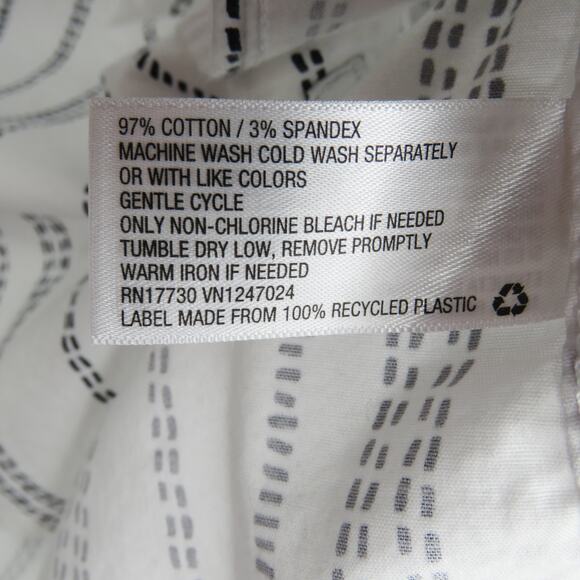 97% COTTON / 3% SPANDEX
MACHINE WASH COLD WASH SEPARATELY
OR WITH LIKE COLORS
GENTLE CYCLE
ONLY NON-CHLORINE BLEACH IF NEEDED
TUMBLE DRY LOW, REMOVE PROMPTLY
WARM IRON IF NEEDED
RN17730 VN1247024
LABEL MADE FROM 100% RECYCLED PLASTIC